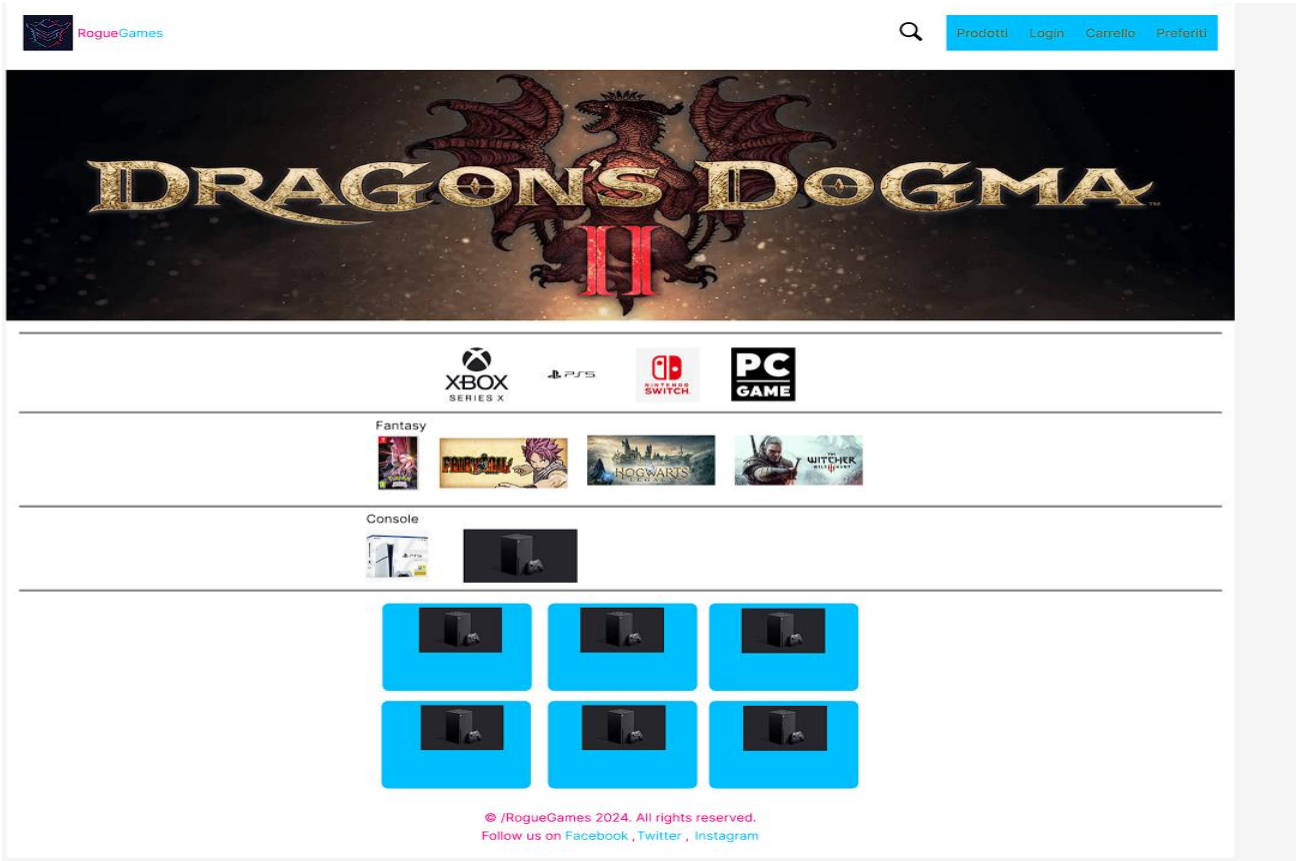 RogueGames
Prodotti Login Carrello Preferiti
DRAGON'S DOGMA
II
TM
XBOX
SERIES X
PS5
NINTENDO
SWITCH
PC
GAME
Fantasy
FAIRY TAIL
HOGWARTS
LEGACY
THE
WITCHER
WILD HUNT
Console
© /RogueGames 2024. All rights reserved.
Follow us on Facebook , Twitter , Instagram